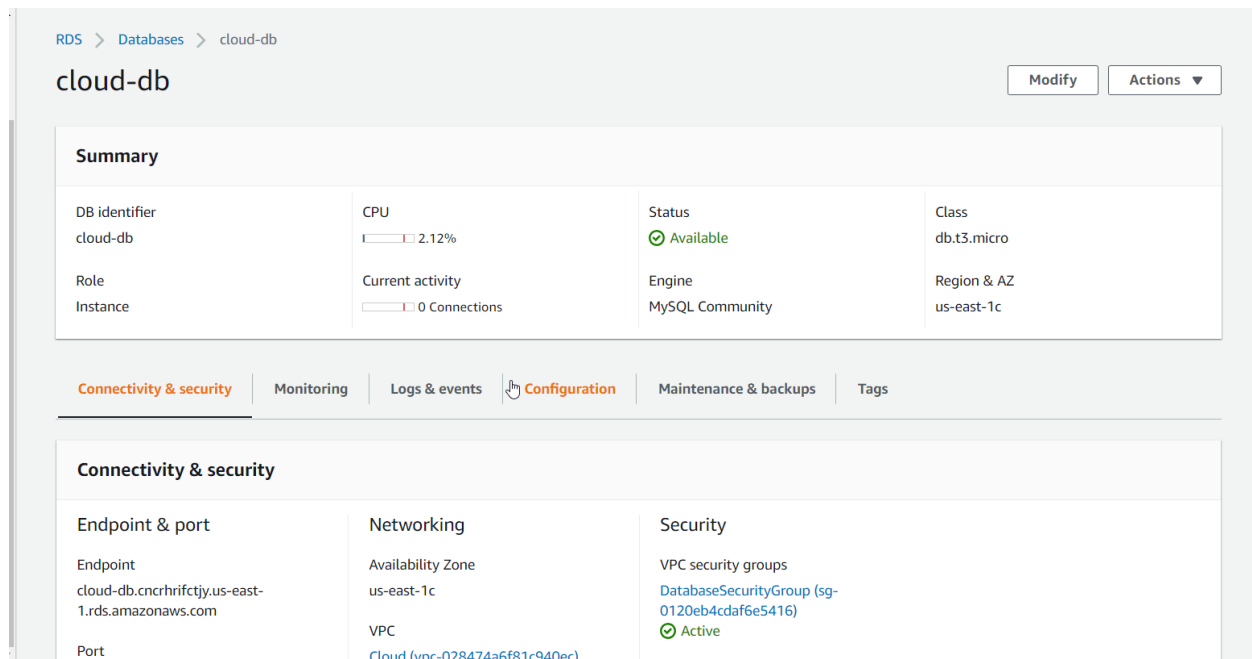 RDS > Databases > cloud-db
cloud-db
Modify
Actions ▼
Summary
DB identifier
cloud-db
CPU
2.12%
Status
Available
Class
db.t3.micro
Role
Instance
Current activity
0 Connections
Engine
MySQL Community
Region & AZ
us-east-1c
Connectivity & security
Monitoring
Logs & events
Configuration
Maintenance & backups
Tags
Connectivity & security
Endpoint & port
Endpoint
cloud-db.cncrhrifctjy.us-east-
1.rds.amazonaws.com
Port
Networking
Availability Zone
us-east-1c
VPC
Cloud (vpc-028474a6f81c940ec)
Security
VPC security groups
DatabaseSecurityGroup (sg-
0120eb4cdaf6e5416)
Active